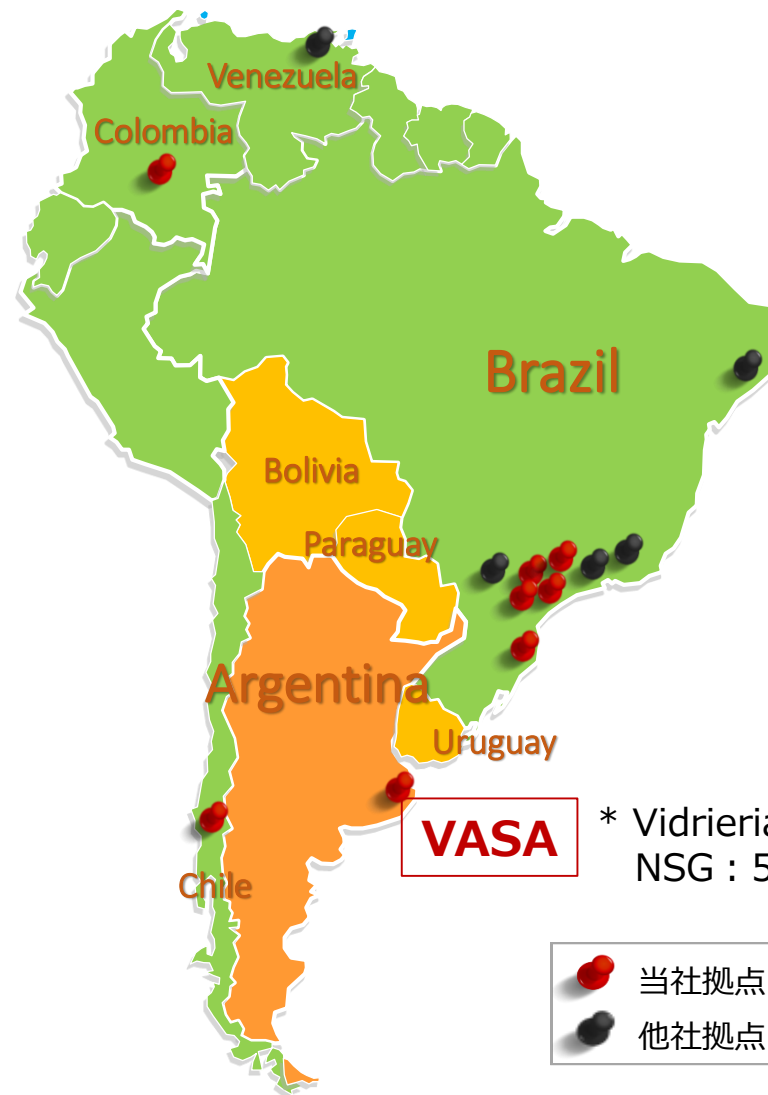 Venezuela
Colombia
Brazil
Bolivia
Paraguay
Argentina
Uruguay
VASA
* Vidrieria
NSG : 5
Chile
当社拠点
他社拠点